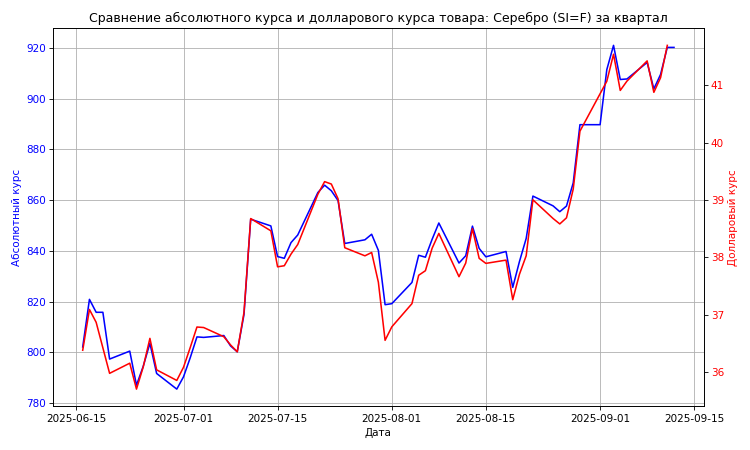 Сравнение абсолютного курса и долларового курса товара: Серебро (SI=F) за квартал
Абсолютный курс
920
900
880
860
840
820
800
780
41
40
39
38
37
36
Долларовый курс
2025-06-15 2025-07-01 2025-07-15 2025-08-01 2025-08-15 2025-09-01 2025-09-15
Дата